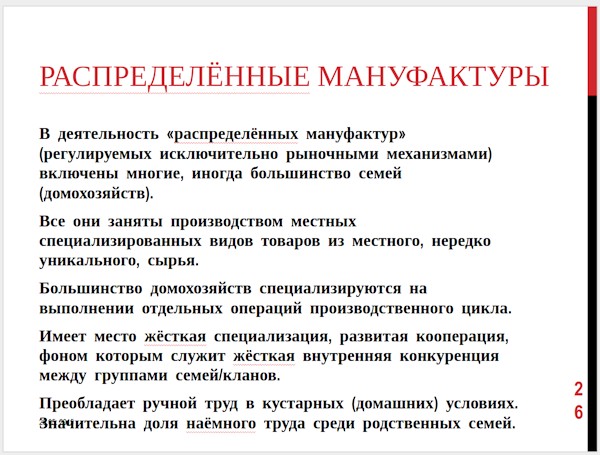 РАСПРЕДЕЛЁННЫЕ МАНУФАКТУРЫ
В деятельность «распределённых мануфактур»
(регулируемых исключительно рыночными механизмами)
включены многие, иногда большинство семей
(домохозяйств).
Все они заняты производством местных
специализированных видов товаров из местного, нередко
уникального, сырья.
Большинство домохозяйств специализируются на
выполнении отдельных операций производственного цикла.
Имеет место жёсткая специализация, развитая кооперация,
фоном которым служит жёсткая внутренняя конкуренция
между группами семей/кланов.
Преобладает ручной труд в кустарных (домашних) условиях.
Значительна доля наёмного труда среди родственных семей.
2
6